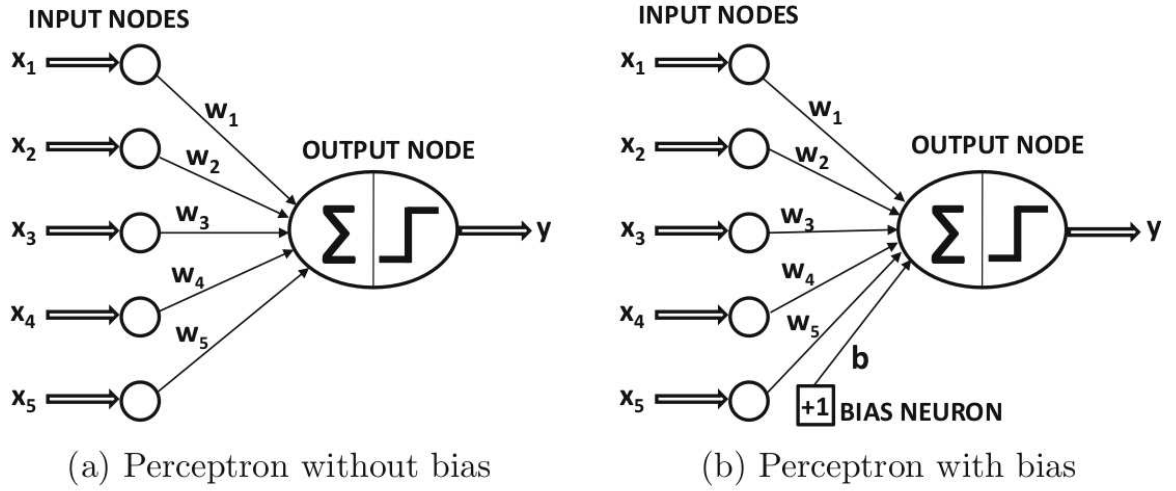 INPUT NODES
x₁
w₁
x₂
w₂
OUTPUT NODE
x₃
w₃
Σ
y
w₄
x₄
w₅
x₅
(a) Perceptron without bias
INPUT NODES
x₁
w₁
x₂
w₂
OUTPUT NODE
x₃
w₃
Σ
y
w₄
x₄
w₅
b
x₅
+1 BIAS NEURON
(b) Perceptron with bias